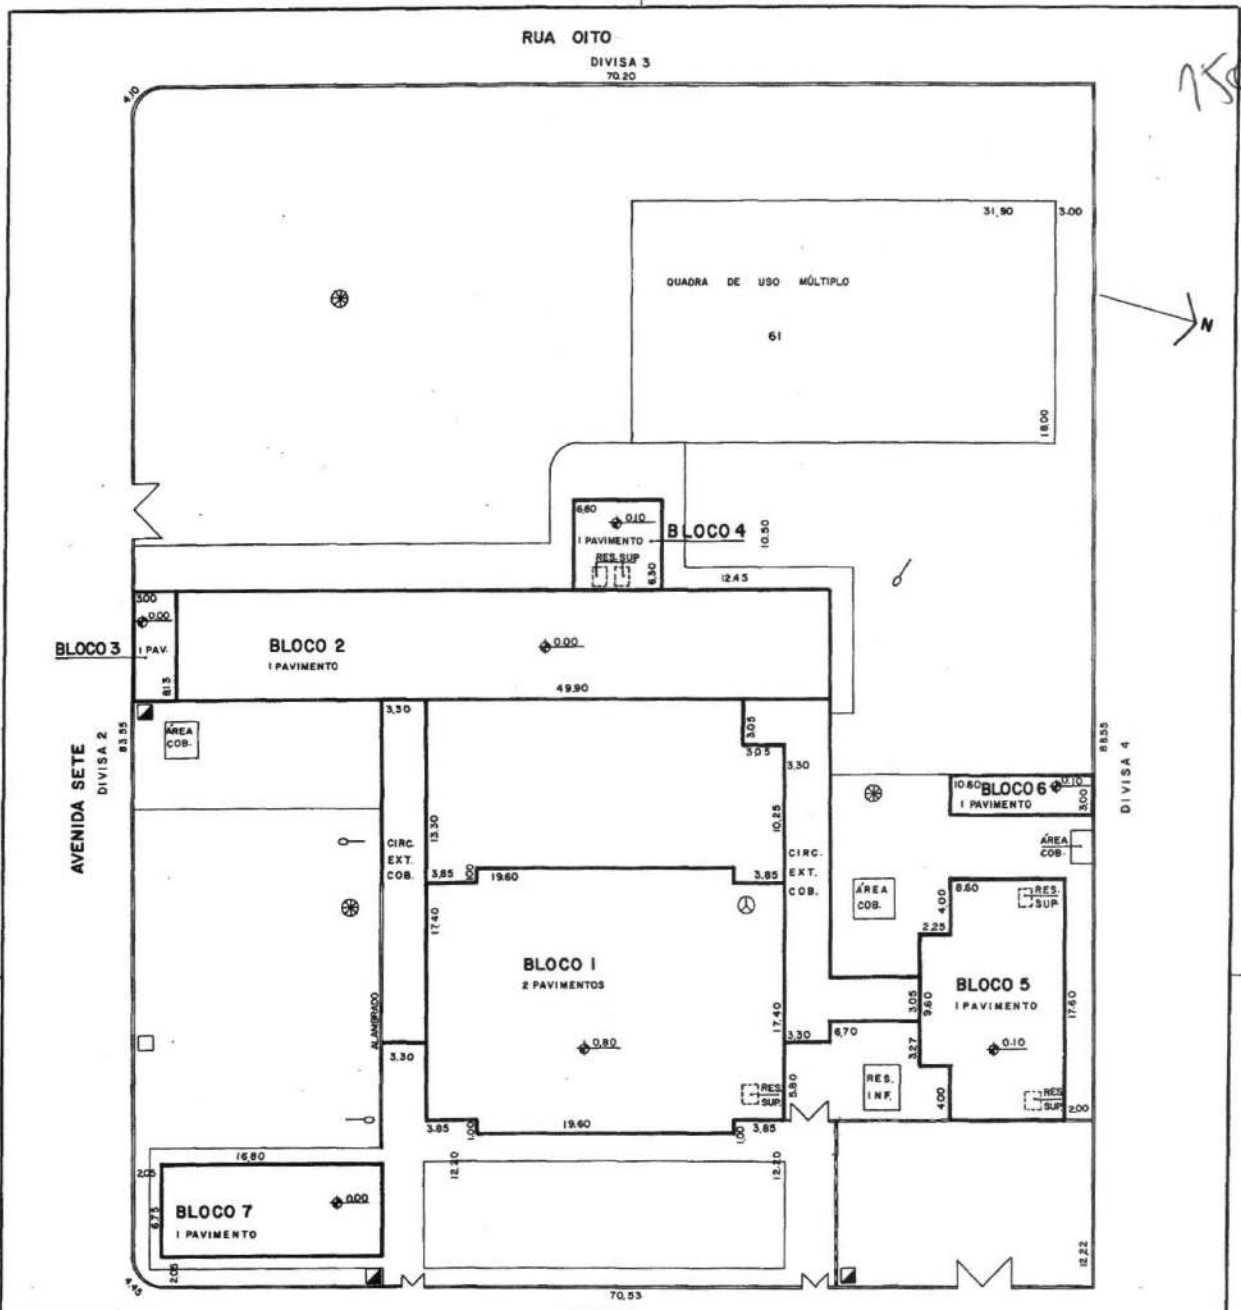 RUA OITO
DIVISA 3
70.20
4.10
31,90
3.00
QUADRA DE USO MÚLTIPLO
61
N
18.00
6.80
0.10
BLOCO 4
1 PAVIMENTO
10.50
RES. SUP
6.30
12.45
3.00
0.00
BLOCO 3
1 PAV.
8.13
BLOCO 2
1 PAVIMENTO
0.00
49.90
3.30
ÁREA
COB.
AVENIDA SETE
DIVISA 2
83.55
3.05
3.05
3.30
88.55
DIVISA 4
10.60
0.10
BLOCO 6
1 PAVIMENTO
3.00
13.30
10.25
CIRC.
EXT.
COB.
CIRC.
EXT.
COB.
ÁREA
COB.
3,85
1.00
19.60
3.85
ÁREA
COB.
8.60
RES.
SUP
4.00
2.25
17.40
BLOCO 1
2 PAVIMENTOS
BLOCO 5
1 PAVIMENTO
3.05
9.60
17.60
ALAMBRADO
17.40
0.80
3.30
3.30
6,70
3.27
0.10
5.80
RES.
SUP.
RES.
INF.
4.00
RES
SUP.
2.00
3.85
1.00
19.60
1.00
3,85
12.20
12.20
16.80
2.05
6.75
BLOCO 7
1 PAVIMENTO
0.00
2.05
4.45
70,53
12,22